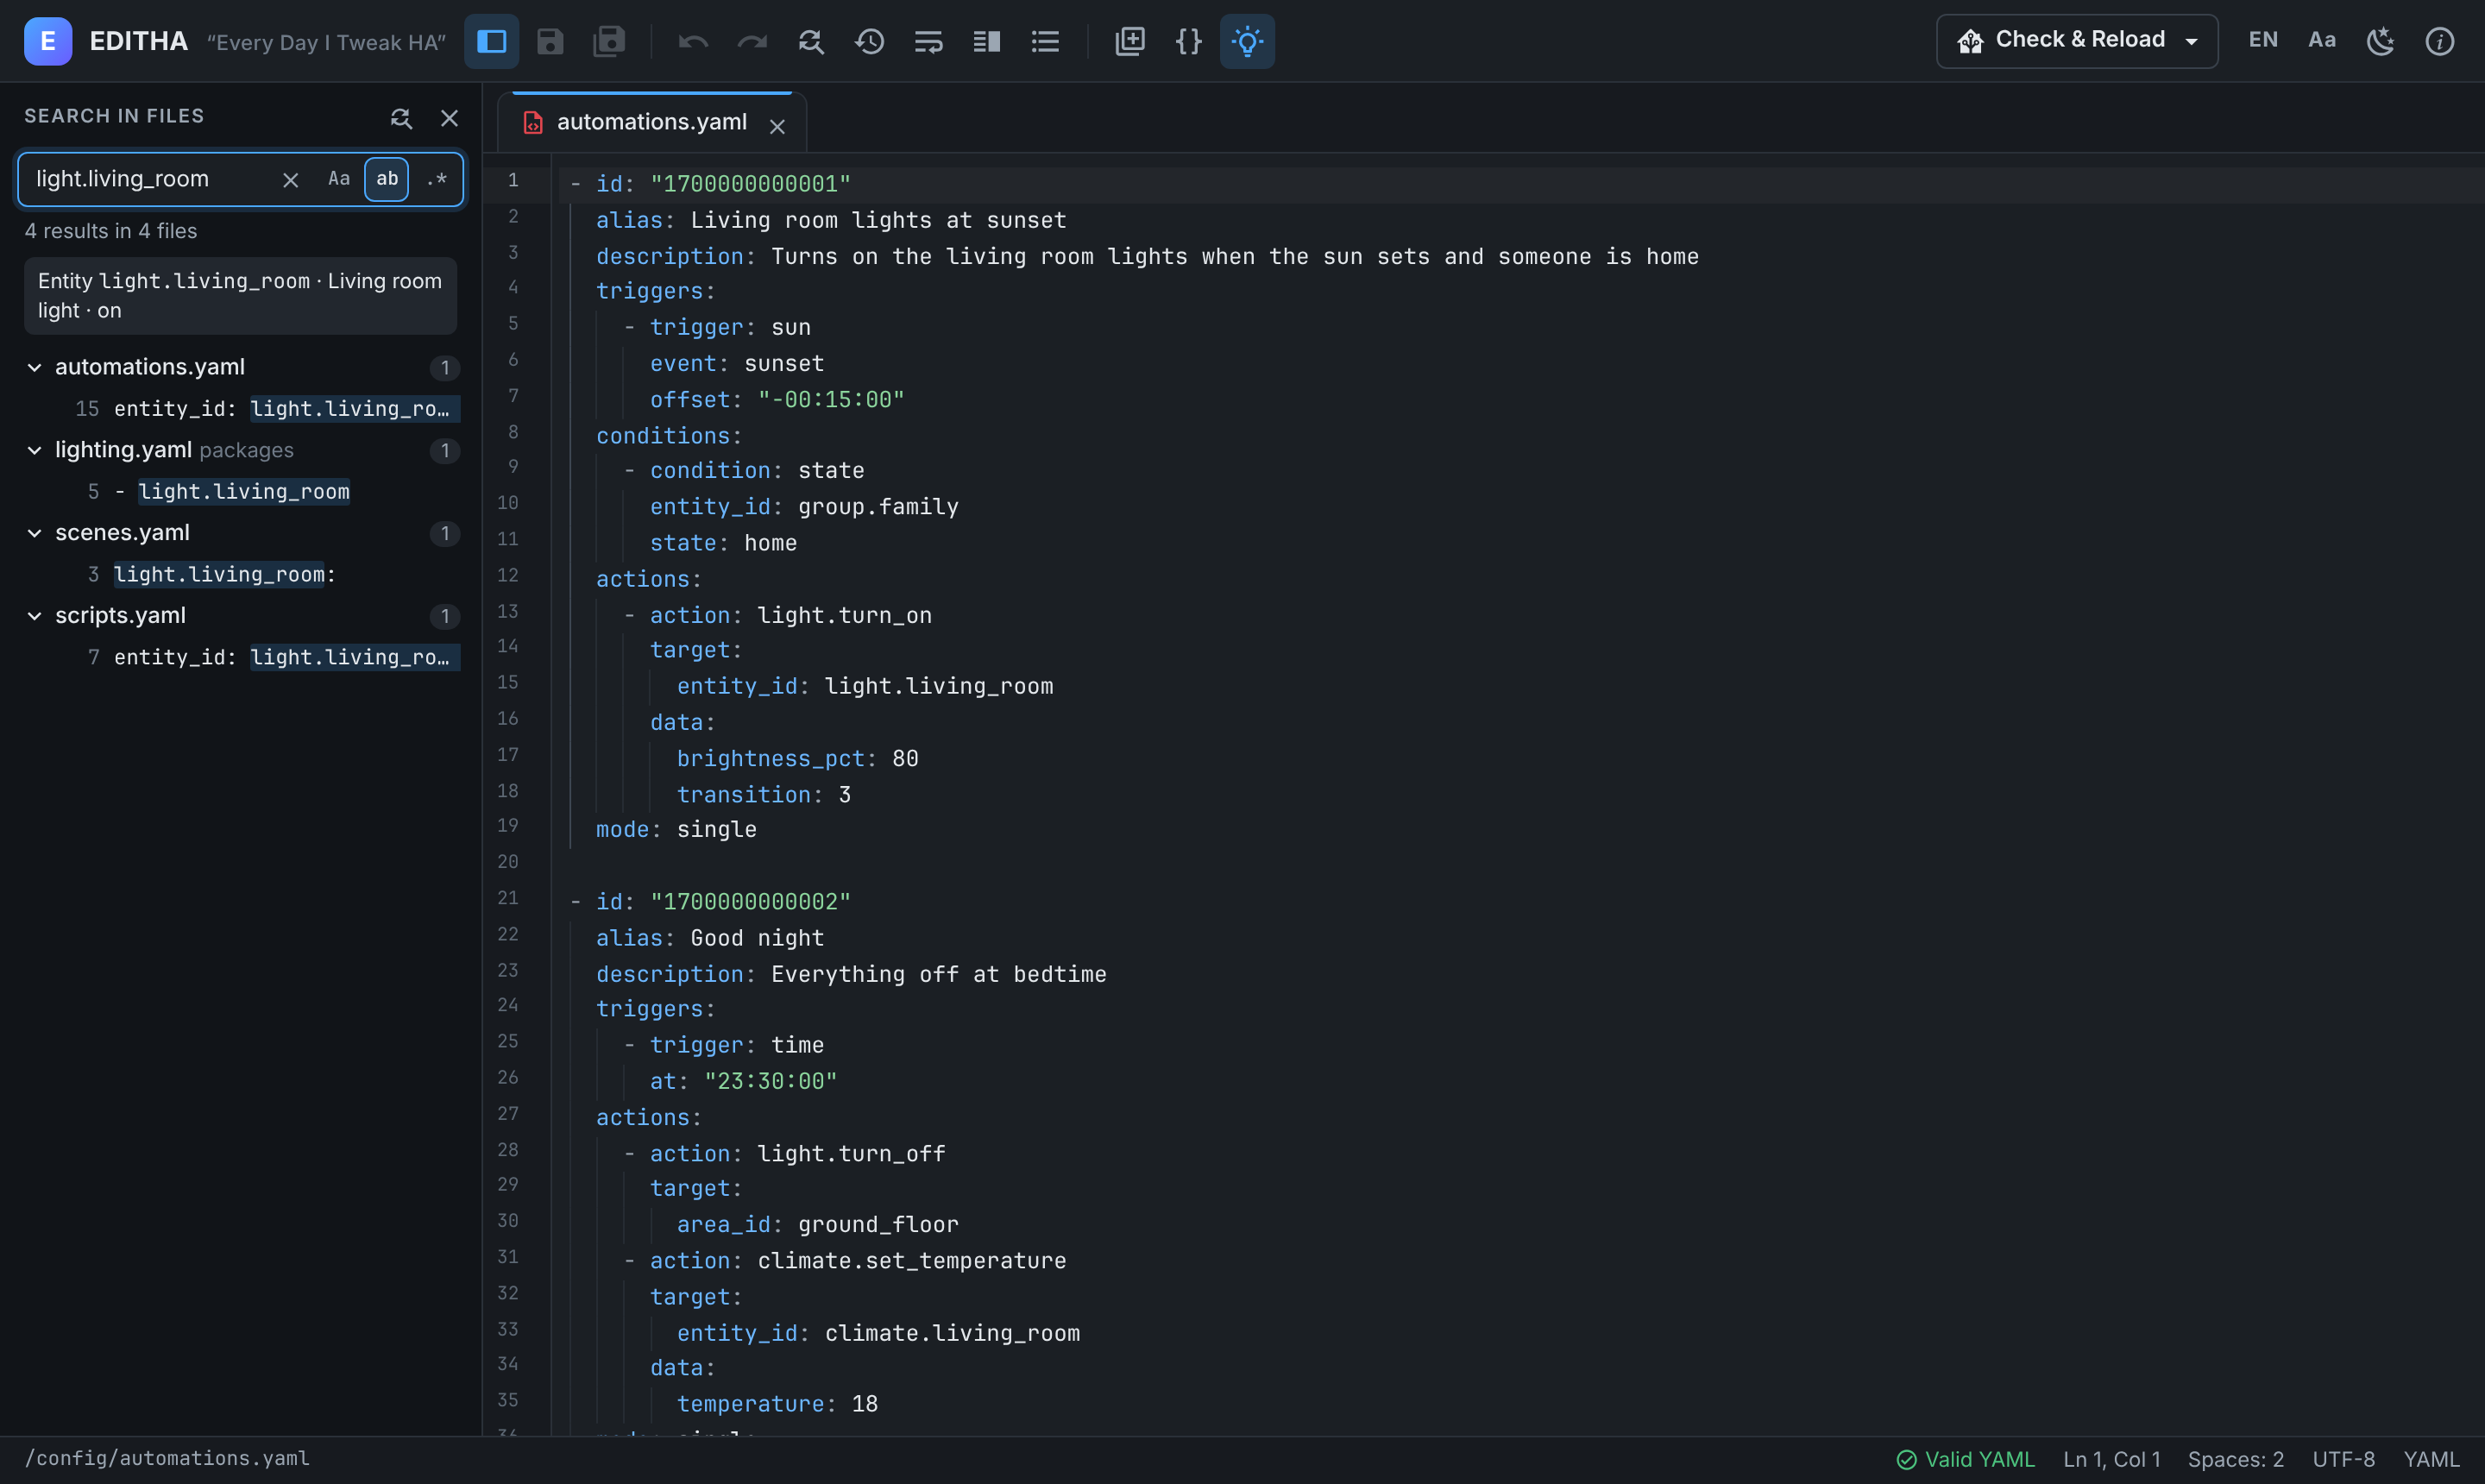 E EDITHA “Every Day I Tweak HA” Check & Reload EN Aa
SEARCH IN FILES
light.living_room Aa ab .*
4 results in 4 files
Entity light.living_room · Living room
light · on
automations.yaml 1
15 entity_id: light.living_ro…
lighting.yaml packages 1
5 - light.living_room
scenes.yaml 1
3 light.living_room:
scripts.yaml 1
7 entity_id: light.living_ro…
automations.yaml
1 - id: "1700000000001"
2 alias: Living room lights at sunset
3 description: Turns on the living room lights when the sun sets and someone is home
4 triggers:
5 - trigger: sun
6 event: sunset
7 offset: "-00:15:00"
8 conditions:
9 - condition: state
10 entity_id: group.family
11 state: home
12 actions:
13 - action: light.turn_on
14 target:
15 entity_id: light.living_room
16 data:
17 brightness_pct: 80
18 transition: 3
19 mode: single
20
21 - id: "1700000000002"
22 alias: Good night
23 description: Everything off at bedtime
24 triggers:
25 - trigger: time
26 at: "23:30:00"
27 actions:
28 - action: light.turn_off
29 target:
30 area_id: ground_floor
31 - action: climate.set_temperature
32 target:
33 entity_id: climate.living_room
34 data:
35 temperature: 18
/config/automations.yaml Valid YAML Ln 1, Col 1 Spaces: 2 UTF-8 YAML